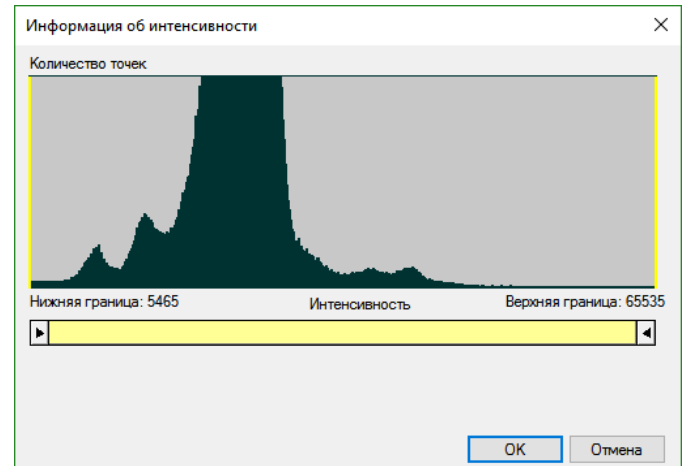 Информация об интенсивности
Количество точек
Нижняя граница: 5465 Интенсивность Верхняя граница: 65535
OK Отмена